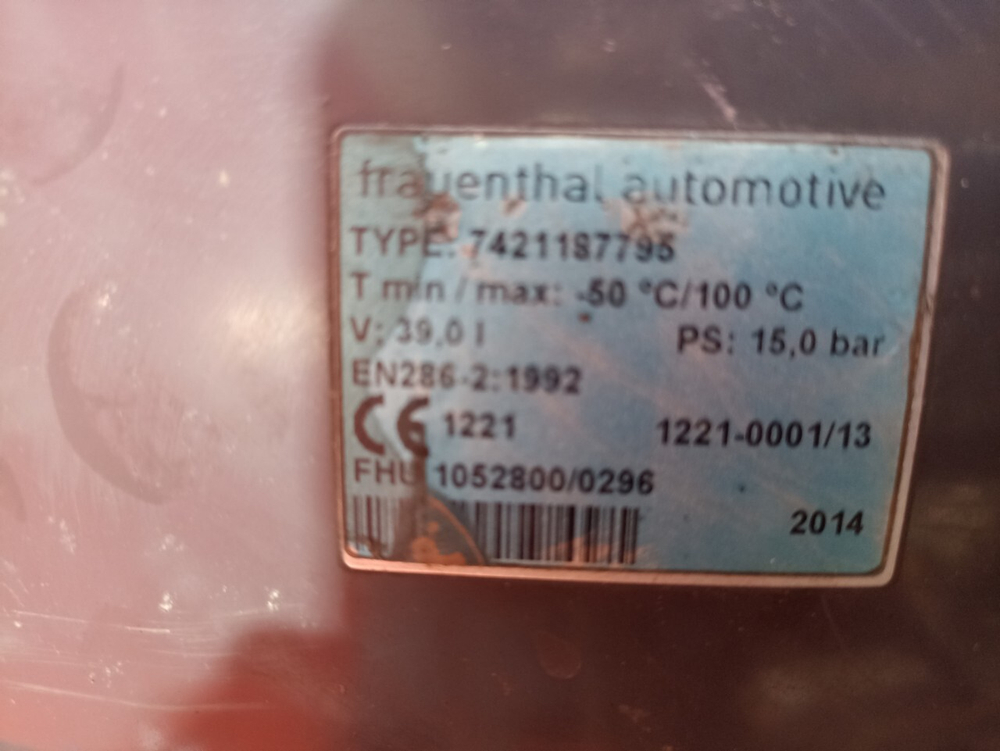 frauenthal automotive
TYPE: 7421187795
T min / max: -50 °C/100 °C
V: 39,0 l PS: 15,0 bar
EN286-2:1992
CE 1221 1221-0001/13
FHU 1052800/0296
2014